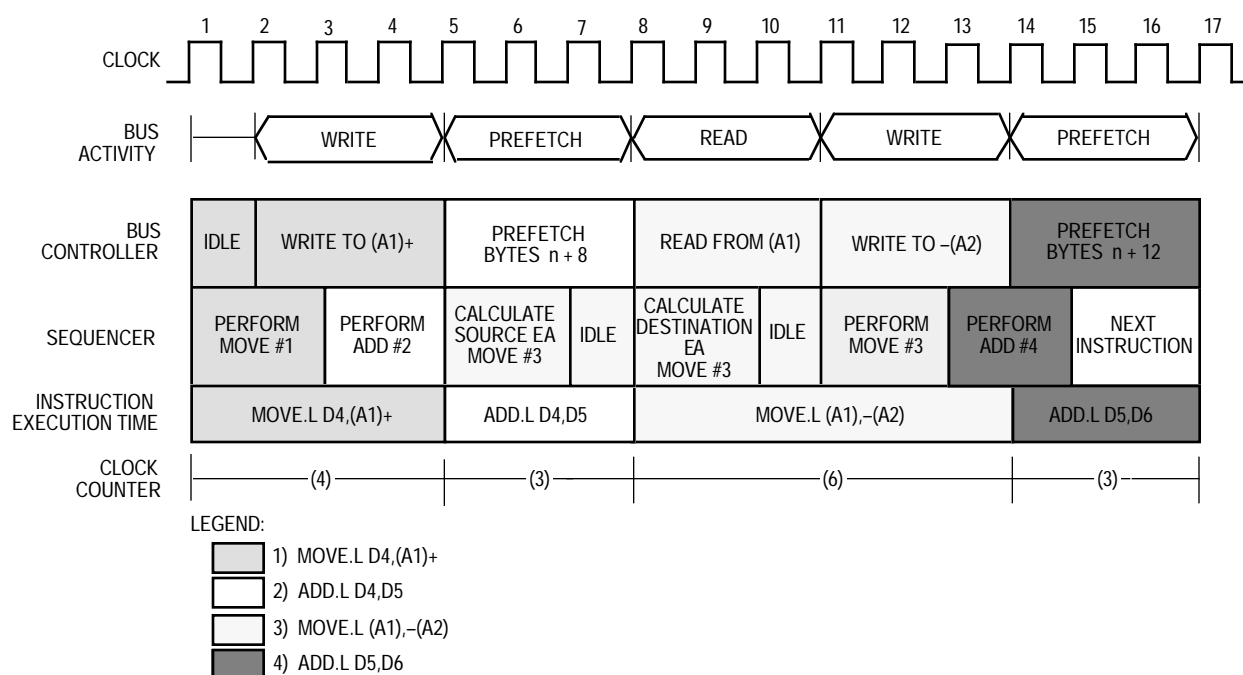 1 2 3 4 5 6 7 8 9 10 11 12 13 14 15 16 17
CLOCK
BUS
ACTIVITY
WRITE PREFETCH READ WRITE PREFETCH
BUS
CONTROLLER
IDLE
WRITE TO (A1)+
PREFETCH
BYTES n + 8
READ FROM (A1)
WRITE TO –(A2)
PREFETCH
BYTES n + 12
SEQUENCER
PERFORM
MOVE #1
PERFORM
ADD #2
CALCULATE
SOURCE EA
MOVE #3
IDLE
CALCULATE
DESTINATION
EA
MOVE #3
IDLE
PERFORM
MOVE #3
PERFORM
ADD #4
NEXT
INSTRUCTION
INSTRUCTION
EXECUTION TIME
MOVE.L D4,(A1)+ ADD.L D4,D5 MOVE.L (A1),–(A2) ADD.L D5,D6
CLOCK
COUNTER
(4) (3) (6) (3)
LEGEND:
1) MOVE.L D4,(A1)+
2) ADD.L D4,D5
3) MOVE.L (A1),–(A2)
4) ADD.L D5,D6